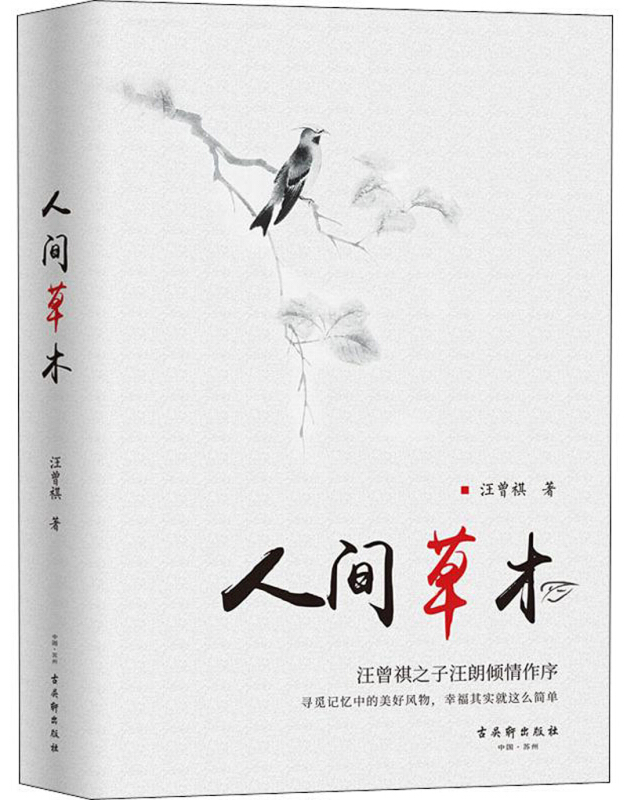 人间草木
汪曾祺 著
中国·苏州
古吴轩出版社
汪曾祺 著
人间草木
汪曾祺之子汪朗倾情作序
寻觅记忆中的美好风物，幸福其实就这么简单
古吴轩出版社
中国·苏州